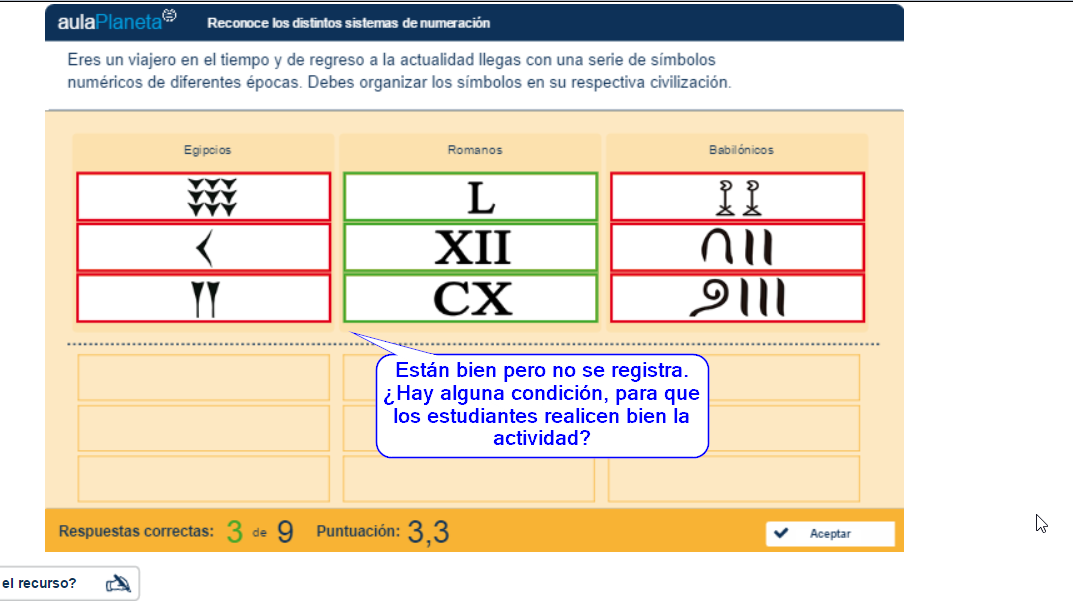 aulaPlaneta Reconoce los distintos sistemas de numeración
Eres un viajero en el tiempo y de regreso a la actualidad llegas con una serie de símbolos
numéricos de diferentes épocas. Debes organizar los símbolos en su respectiva civilización.
Egipcios Romanos Babilónicos
L
XII
CX
Están bien pero no se registra.
¿Hay alguna condición, para que
los estudiantes realicen bien la
actividad?
Respuestas correctas: 3 de 9 Puntuación: 3,3 Aceptar
el recurso?